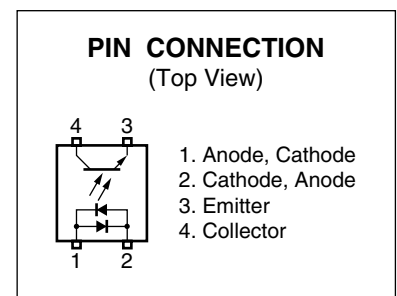 PIN CONNECTION
(Top View)
4 3
1. Anode, Cathode
2. Cathode, Anode
3. Emitter
4. Collector
1 2